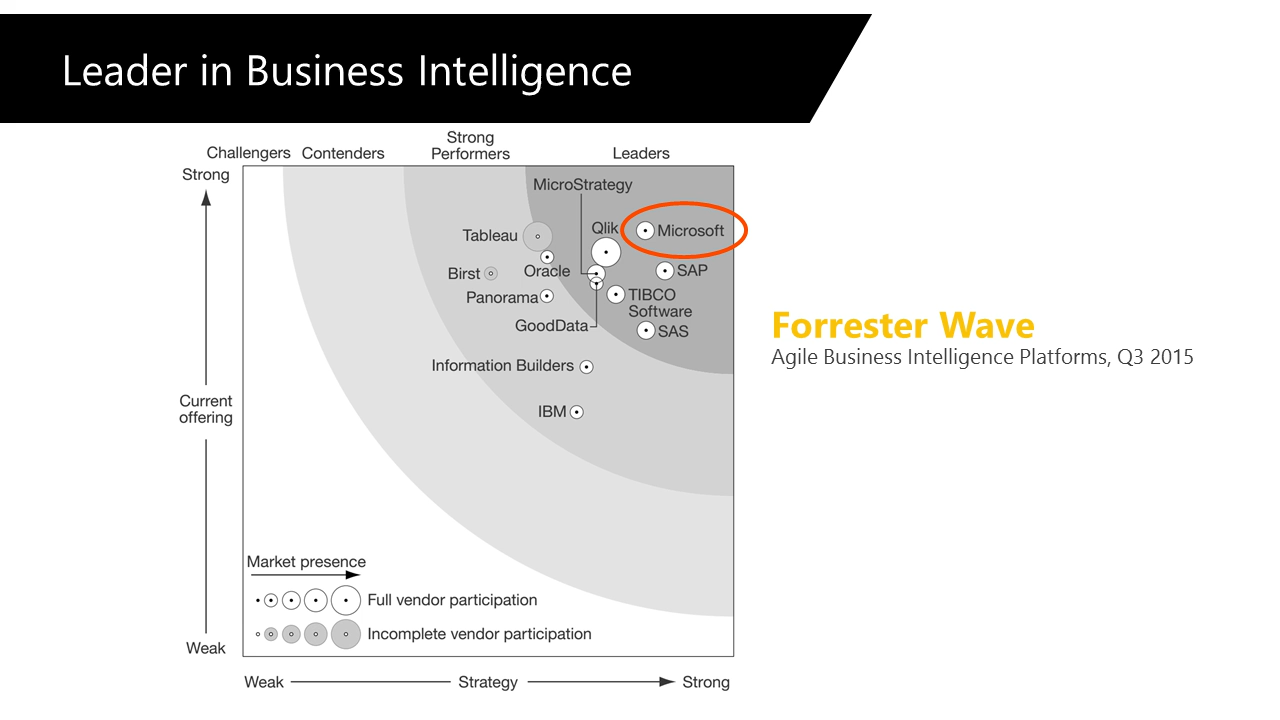 Leader in Business Intelligence
Challengers
Contenders
Strong
Performers
Leaders
Strong
MicroStrategy
Qlik
Microsoft
Tableau
Oracle
SAP
Birst
Panorama
TIBCO
Software
GoodData
SAS
Forrester Wave
Agile Business Intelligence Platforms, Q3 2015
Information Builders
Current
offering
IBM
Market presence
Full vendor participation
Incomplete vendor participation
Weak
Weak
Strategy
Strong